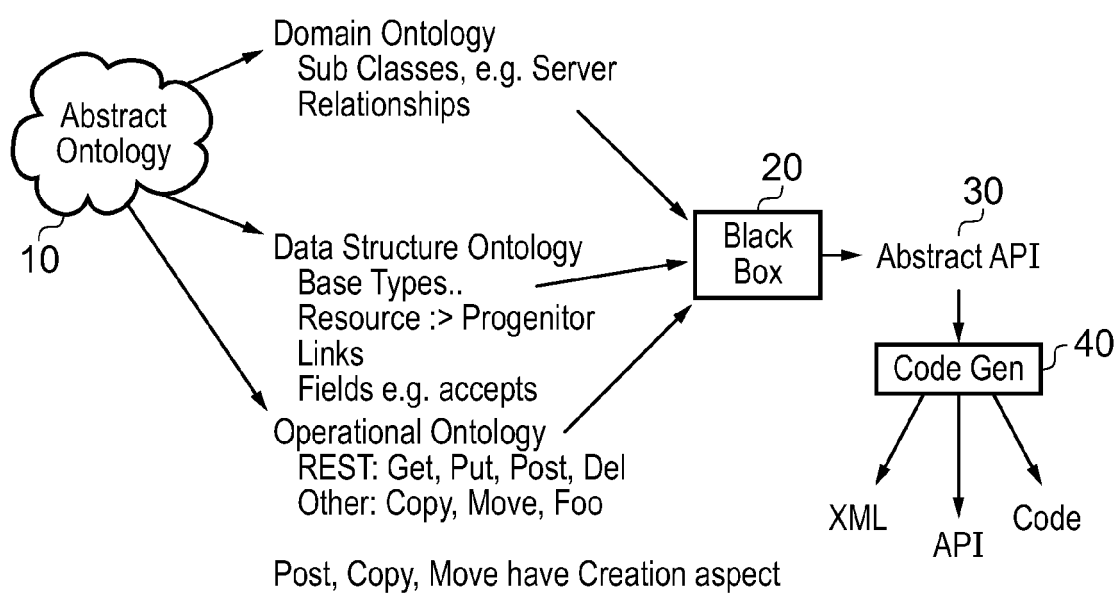 Domain Ontology
Sub Classes, e.g. Server
Relationships
Abstract
Ontology
10
Data Structure Ontology
Base Types..
Resource :> Progenitor
Links
Fields e.g. accepts
Operational Ontology
REST: Get, Put, Post, Del
Other: Copy, Move, Foo
Post, Copy, Move have Creation aspect
20
Black
Box
30
Abstract API
Code Gen
40
XML
API
Code